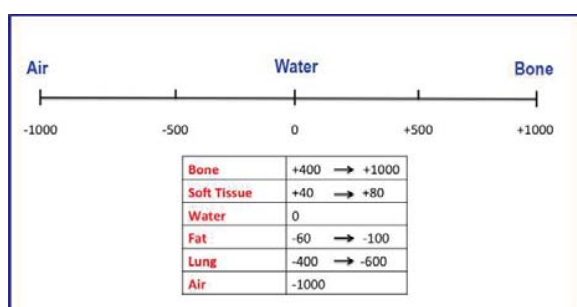 Air Water Bone
-1000 -500 0 +500 +1000
Bone +400 → +1000
Soft Tissue +40 → +80
Water 0
Fat -60 → -100
Lung -400 → -600
Air -1000